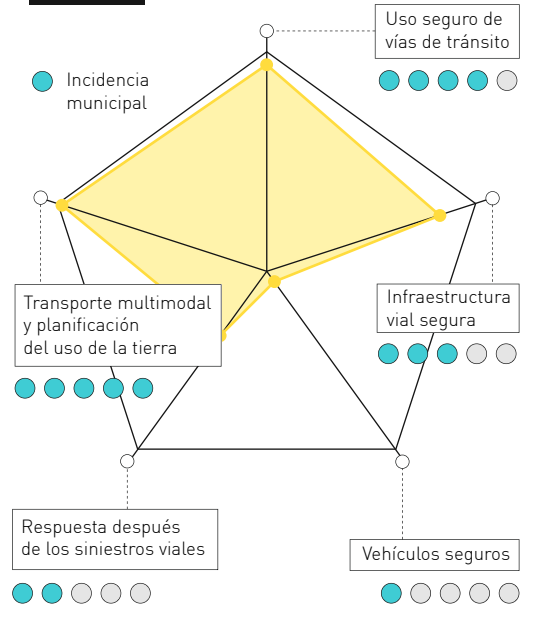 Uso seguro de
vías de tránsito
Incidencia
municipal
Transporte multimodal
y planificación
del uso de la tierra
Infraestructura
vial segura
Respuesta después
de los siniestros viales
Vehículos seguros